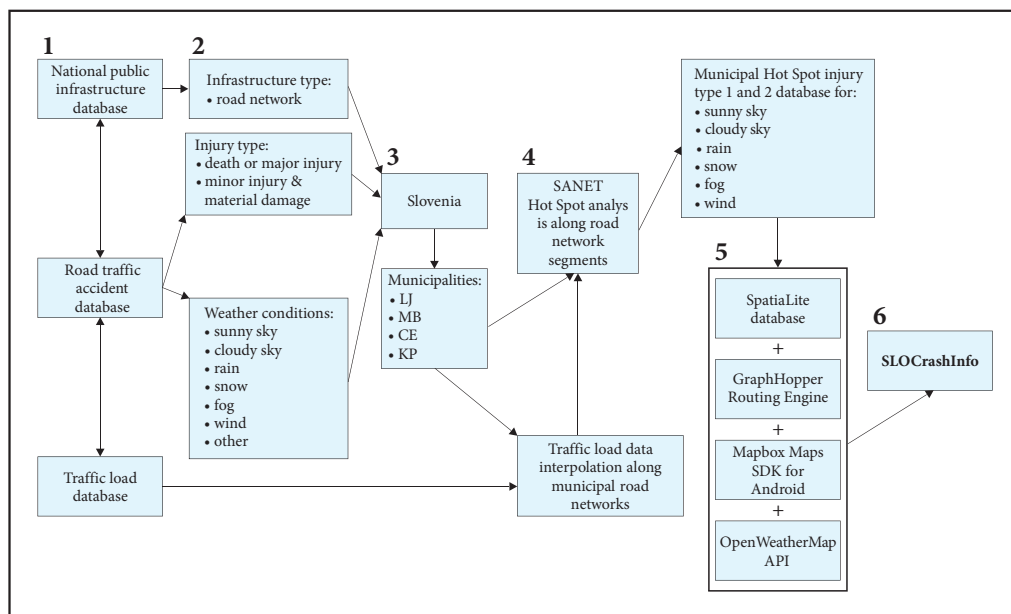 1
National public
infrastructure
database
Road traffic
accident
database
Traffic load
database
2
Infrastructure type:
• road network
Injury type:
• death or major injury
• minor injury &
material damage
Weather conditions:
• sunny sky
• cloudy sky
• rain
• snow
• fog
• wind
• other
3
Slovenia
Municipalities:
• LJ
• MB
• CE
• KP
4
SANET
Hot Spot analys
is along road
network
segments
Traffic load data
interpolation along
municipal road
networks
Municipal Hot Spot injury
type 1 and 2 database for:
• sunny sky
• cloudy sky
• rain
• snow
• fog
• wind
5
SpatiaLite
database
+
GraphHopper
Routing Engine
+
Mapbox Maps
SDK for
Android
+
OpenWeatherMap
API
6
SLOCrashInfo